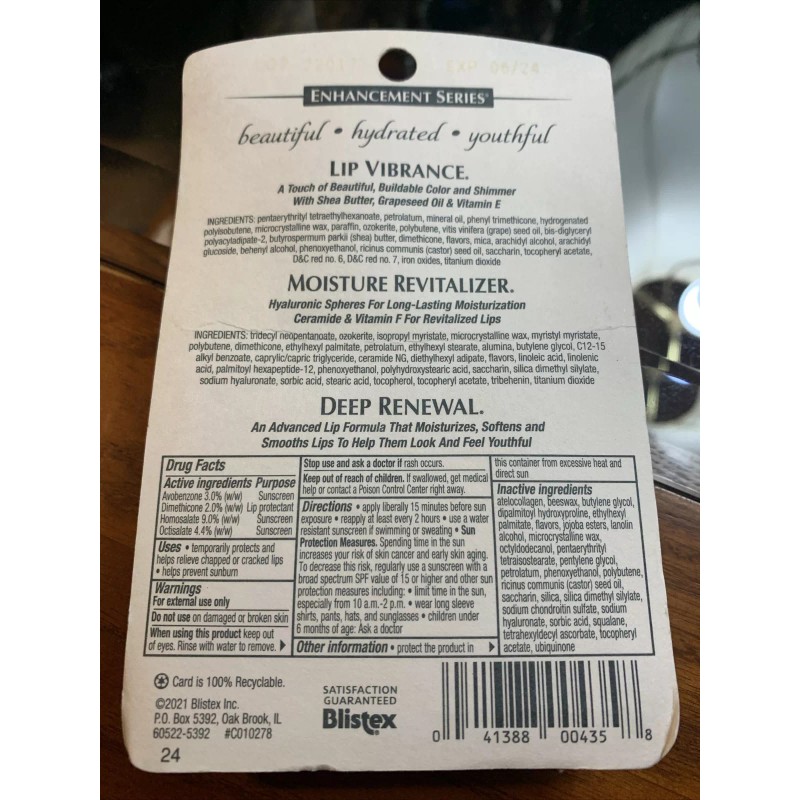 EXP 06/24
ENHANCEMENT SERIES®
beautiful • hydrated • youthful
LIP VIBRANCE.
A Touch of Beautiful, Buildable Color and Shimmer
With Shea Butter, Grapeseed Oil & Vitamin E
INGREDIENTS: pentaerythrityl tetraethylhexanoate, petrolatum, mineral oil, phenyl trimethicone, hydrogenated
polyisobutene, microcrystalline wax, paraffin, ozokerite, polybutene, vitis vinifera (grape) seed oil, bis-diglyceryl
polyacyladipate-2, butyrospermum parkii (shea) butter, dimethicone, flavors, mica, arachidyl alcohol, arachidyl
glucoside, behenyl alcohol, phenoxyethanol, ricinus communis (castor) seed oil, saccharin, tocopheryl acetate,
D&C red no. 6, D&C red no. 7, iron oxides, titanium dioxide
MOISTURE REVITALIZER.
Hyaluronic Spheres For Long-Lasting Moisturization
Ceramide & Vitamin F For Revitalized Lips
INGREDIENTS: tridecyl neopentanoate, ozokerite, isopropyl myristate, microcrystalline wax, myristyl myristate,
polybutene, dimethicone, ethylhexyl palmitate, petrolatum, ethylhexyl stearate, alumina, butylene glycol, C12-15
alkyl benzoate, caprylic/capric triglyceride, ceramide NG, diethylhexyl adipate, flavors, linoleic acid, linolenic
acid, palmitoyl hexapeptide-12, phenoxyethanol, polyhydroxystearic acid, saccharin, silica dimethyl silylate,
sodium hyaluronate, sorbic acid, stearic acid, tocopherol, tocopheryl acetate, tribehenin, titanium dioxide
DEEP RENEWAL.
An Advanced Lip Formula That Moisturizes, Softens and
Smooths Lips To Help Them Look And Feel Youthful
Drug Facts
Active ingredients Purpose
Avobenzone 3.0% (w/w) Sunscreen
Dimethicone 2.0% (w/w) Lip protectant
Homosalate 9.0% (w/w) Sunscreen
Octisalate 4.4% (w/w) Sunscreen
Uses • temporarily protects and
helps relieve chapped or cracked lips
• helps prevent sunburn
Warnings
For external use only
Do not use on damaged or broken skin
When using this product keep out
of eyes. Rinse with water to remove.
Stop use and ask a doctor if rash occurs.
Keep out of reach of children. If swallowed, get medical
help or contact a Poison Control Center right away.
Directions • apply liberally 15 minutes before sun
exposure • reapply at least every 2 hours • use a water
resistant sunscreen if swimming or sweating • Sun
Protection Measures. Spending time in the sun
increases your risk of skin cancer and early skin aging.
To decrease this risk, regularly use a sunscreen with a
broad spectrum SPF value of 15 or higher and other sun
protection measures including: • limit time in the sun,
especially from 10 a.m.-2 p.m. • wear long sleeve
shirts, pants, hats, and sunglasses • children under
6 months of age: Ask a doctor
Other information • protect the product in
this container from excessive heat and
direct sun
Inactive ingredients
atelocollagen, beeswax, butylene glycol,
dipalmitoyl hydroxyproline, ethylhexyl
palmitate, flavors, jojoba esters, lanolin
alcohol, microcrystalline wax,
octyldodecanol, pentaerythrityl
tetraisostearate, pentylene glycol,
petrolatum, phenoxyethanol, polybutene,
ricinus communis (castor) seed oil,
saccharin, silica, silica dimethyl silylate,
sodium chondroitin sulfate, sodium
hyaluronate, sorbic acid, squalane,
tetrahexyldecyl ascorbate, tocopheryl
acetate, ubiquinone
Card is 100% Recyclable.
©2021 Blistex Inc.
P.O. Box 5392, Oak Brook, IL
60522-5392 #C010278
24
SATISFACTION
GUARANTEED
Blistex
0 41388 00435 8